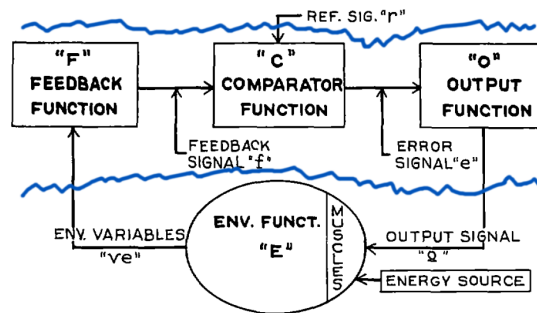 REF. SIG. "r"
"F"
FEEDBACK
FUNCTION
"C"
COMPARATOR
FUNCTION
"O"
OUTPUT
FUNCTION
FEEDBACK
SIGNAL "f"
ERROR
SIGNAL "e"
ENV. FUNCT.
"E"
MUSCLES
ENV. VARIABLES
"ve"
OUTPUT SIGNAL
"o"
ENERGY SOURCE